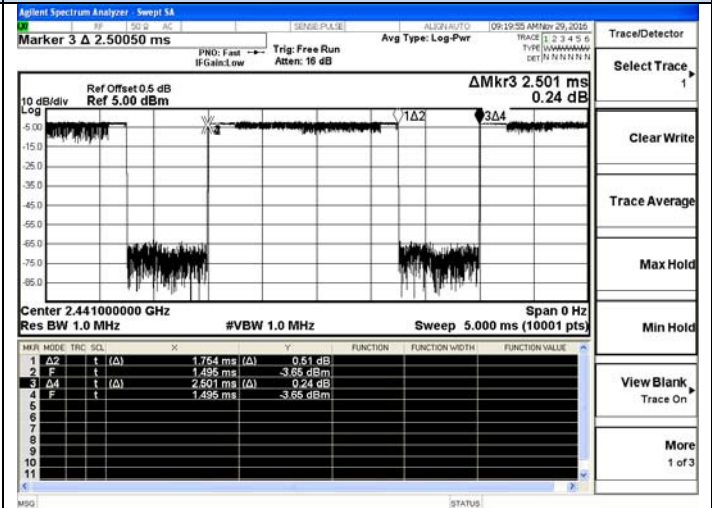 Agilent Spectrum Analyzer - Swept SA
RF 50 Ω AC SENSE:PULSE ALIGN AUTO 09:19:55 AM Nov 29, 2016
Marker 3 Δ 2.50050 ms
PNO: Fast
IFGain:Low
Trig: Free Run
Atten: 16 dB
Avg Type: Log-Pwr
TRACE 1 2 3 4 5 6
TYPE
DET N N N N N N
Ref Offset 0.5 dB
10 dB/div Ref 5.00 dBm
ΔMkr3 2.501 ms
0.24 dB
Log
-5.00
-15.0
-25.0
-35.0
-45.0
-55.0
-65.0
-75.0
-85.0
1Δ2
3Δ4
Center 2.441000000 GHz Span 0 Hz
Res BW 1.0 MHz #VBW 1.0 MHz Sweep 5.000 ms (10001 pts)
MKR MODE TRC SCL X Y FUNCTION FUNCTION WIDTH FUNCTION VALUE
1 Δ2 t (Δ) 1.754 ms (Δ) 0.51 dB
2 F t 1.495 ms -3.65 dBm
3 Δ4 t (Δ) 2.501 ms (Δ) 0.24 dB
4 F t 1.495 ms -3.65 dBm
5
6
7
8
9
10
11
MSG STATUS
Trace/Detector
Select Trace
1
Clear Write
Trace Average
Max Hold
Min Hold
View Blank
Trace On
More
1 of 3